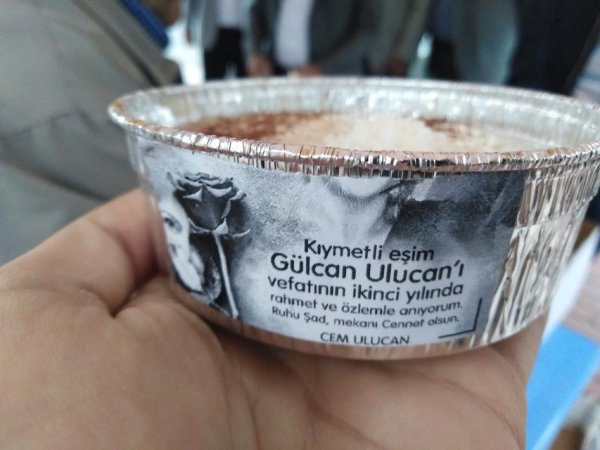 Kıymetli eşim
Gülcan Ulucan'ı
vefatının ikinci yılında
rahmet ve özlemle anıyorum.
Ruhu Şad, mekanı Cennet olsun.
CEM ULUCAN